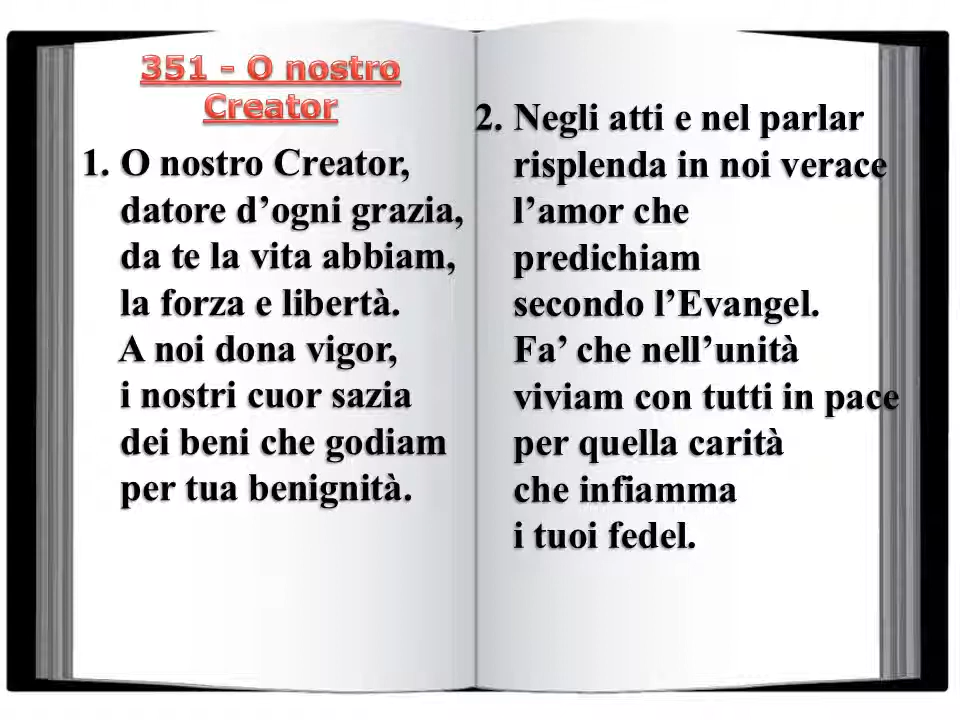 351 - O nostro
Creator
1. O nostro Creator,
datore d’ogni grazia,
da te la vita abbiam,
la forza e libertà.
A noi dona vigor,
i nostri cuor sazia
dei beni che godiam
per tua benignità.
2. Negli atti e nel parlar
risplenda in noi verace
l’amor che
predichiam
secondo l’Evangel.
Fa’ che nell’unità
viviam con tutti in pace
per quella carità
che infiamma
i tuoi fedel.